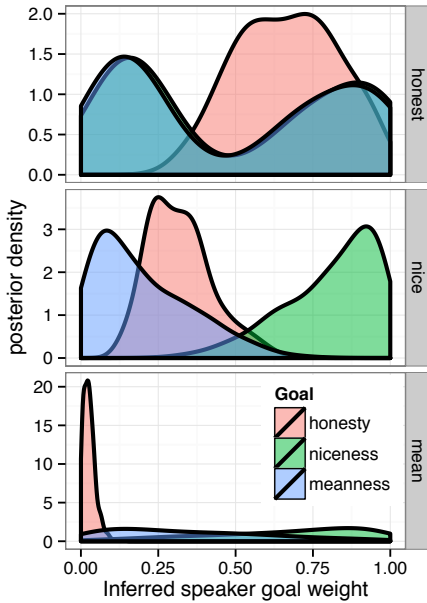 2.0
1.5
1.0
0.5
0.0
honest
3
2
1
0
nice
posterior density
20
15
10
5
0
mean
Goal
honesty
niceness
meanness
0.00 0.25 0.50 0.75 1.00
Inferred speaker goal weight